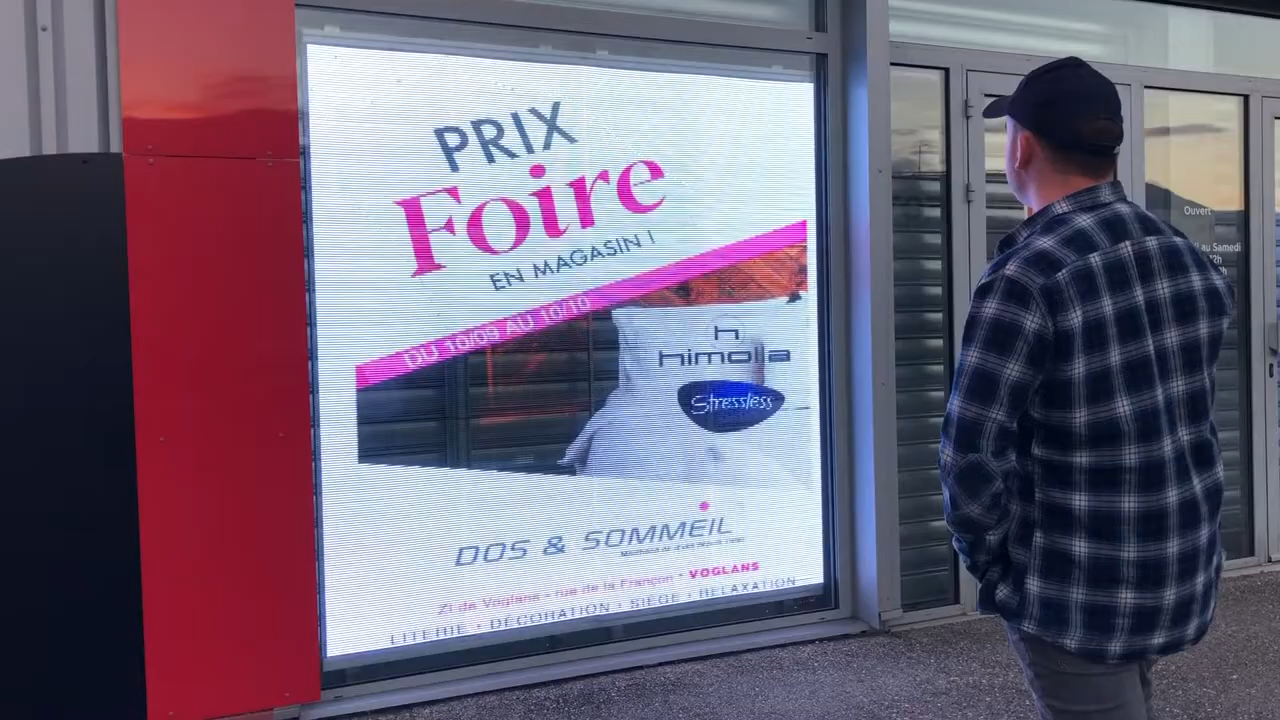 PRIX
Foire
EN MAGASIN !
DU 10/09 AU 10/10
h
himolla
Stressless
DOS & SOMMEIL
ZI de Voglans - rue de la Françon - VOGLANS
LITERIE • DÉCORATION • SIÈGE • RELAXATION
Ouvert
au Samedi